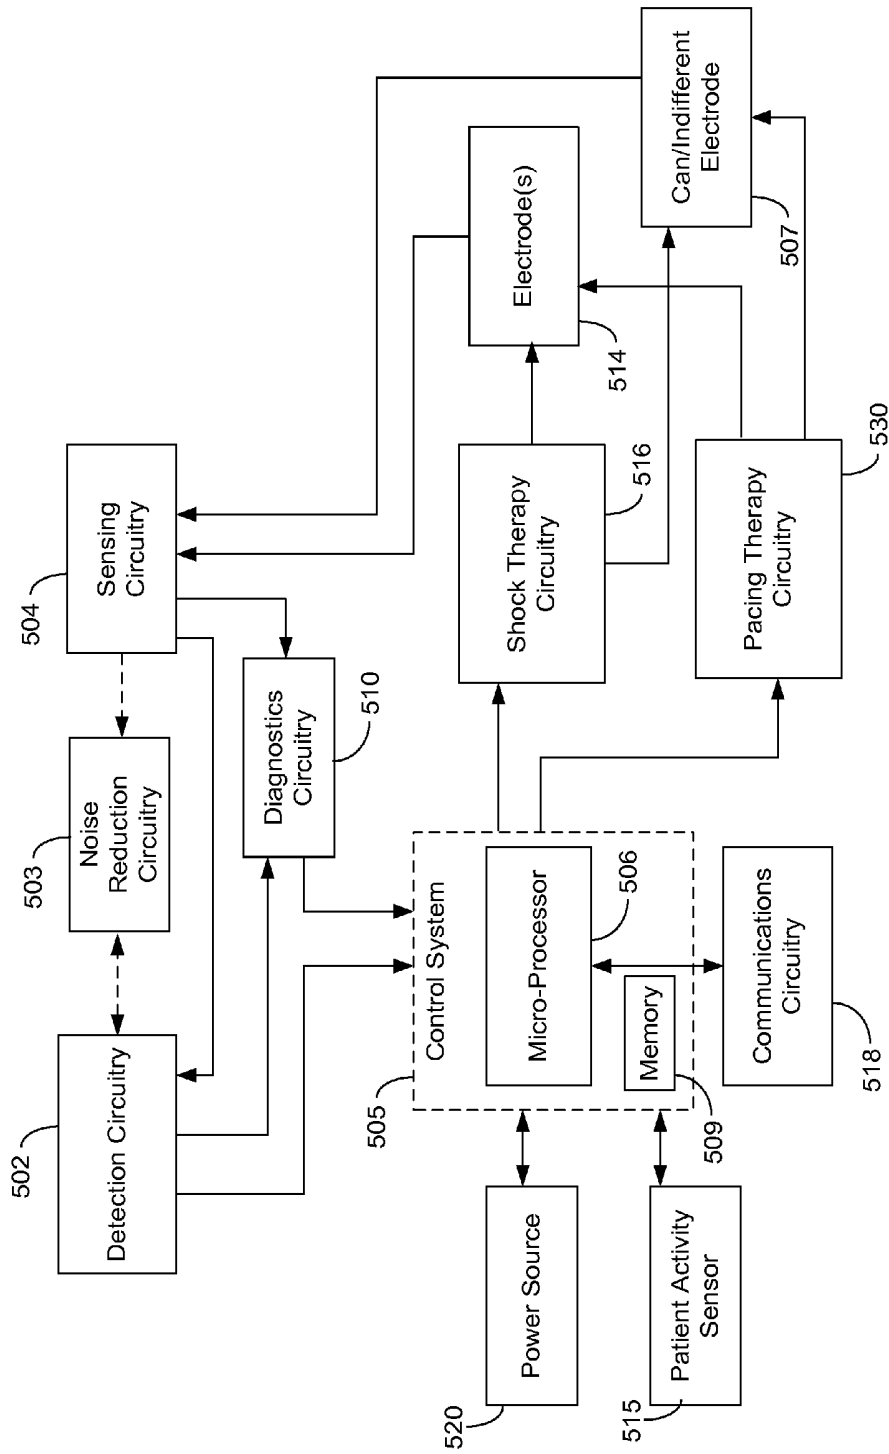 502
Detection Circuitry
503
Noise
Reduction
Circuitry
504
Sensing
Circuitry
Diagnostics
Circuitry
510
505
Control System
Micro-Processor
506
Memory
509
520
Power Source
515
Patient Activity
Sensor
Communications
Circuitry
518
Shock Therapy
Circuitry
516
Pacing Therapy
Circuitry
530
Electrode(s)
514
Can/Indifferent
Electrode
507